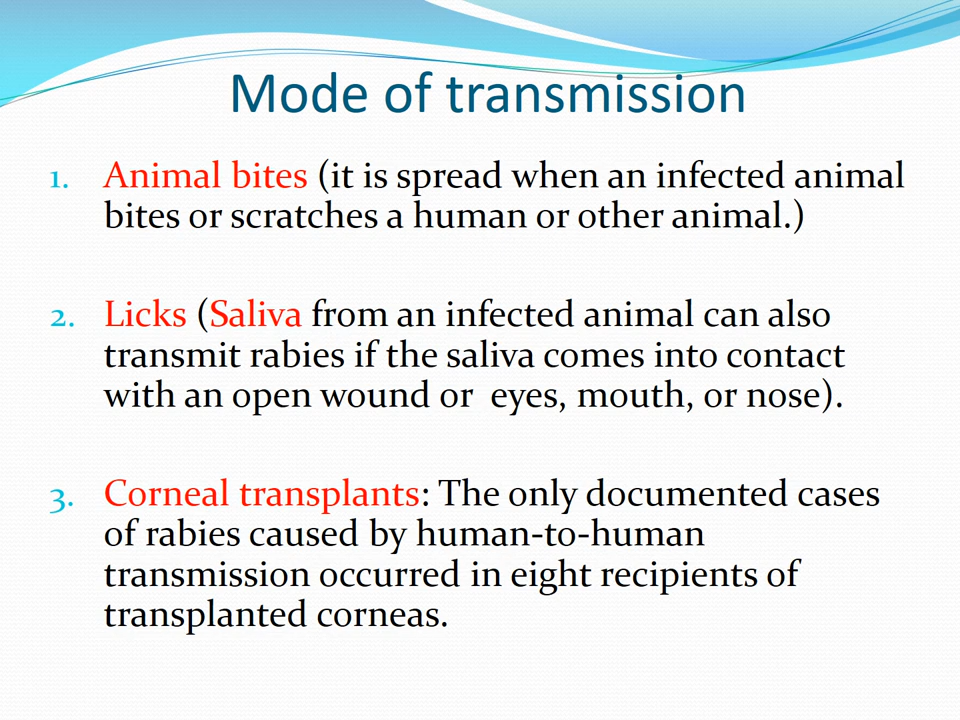 Mode of transmission
1. Animal bites (it is spread when an infected animal
bites or scratches a human or other animal.)
2. Licks (Saliva from an infected animal can also
transmit rabies if the saliva comes into contact
with an open wound or  eyes, mouth, or nose).
3. Corneal transplants: The only documented cases
of rabies caused by human-to-human
transmission occurred in eight recipients of
transplanted corneas.